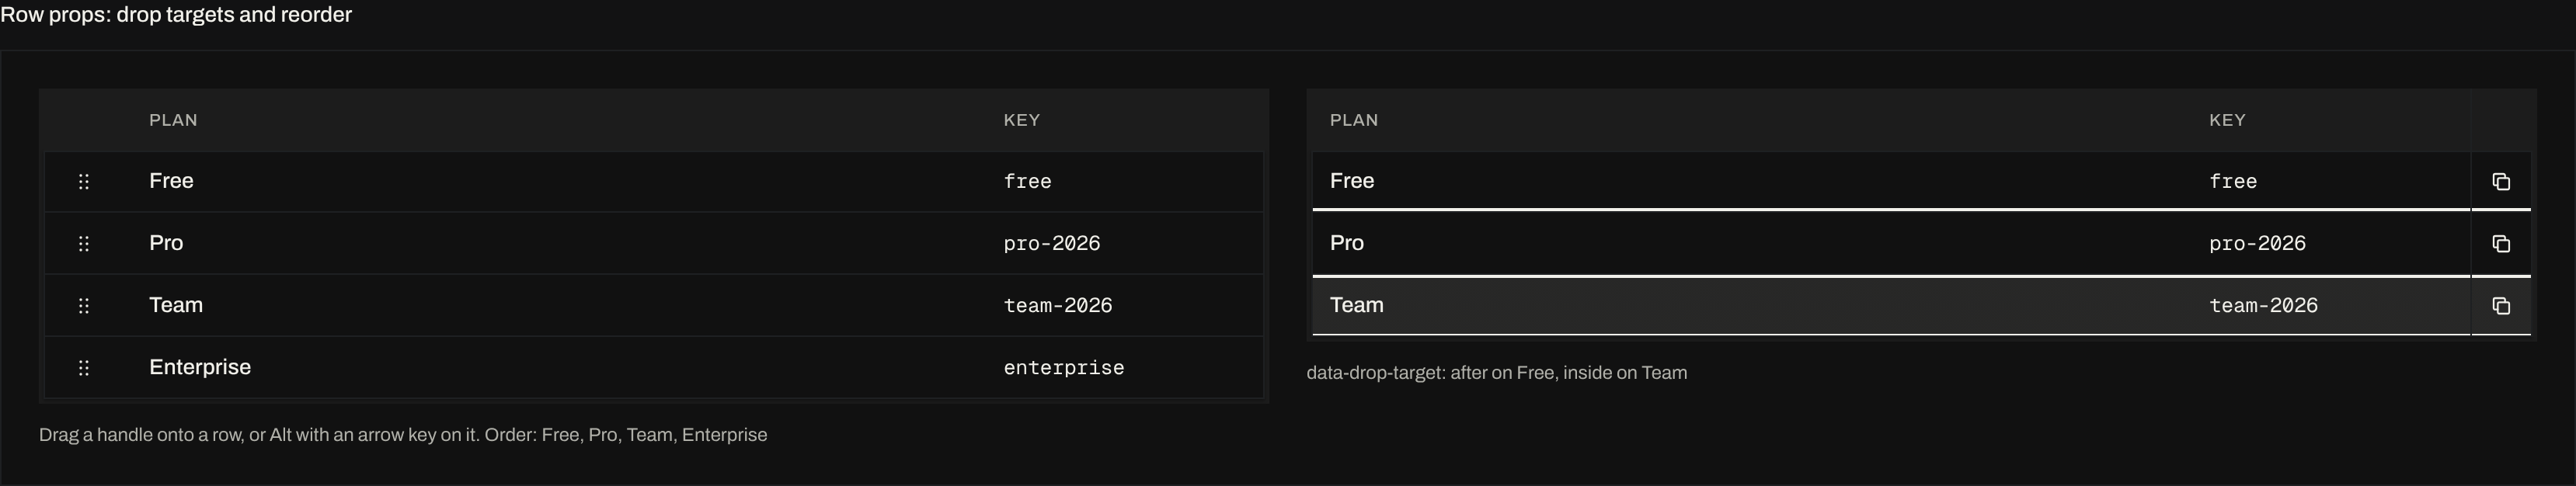 Row props: drop targets and reorder
PLAN KEY
Free free
Pro pro-2026
Team team-2026
Enterprise enterprise
Drag a handle onto a row, or Alt with an arrow key on it. Order: Free, Pro, Team, Enterprise
PLAN KEY
Free free
Pro pro-2026
Team team-2026
data-drop-target: after on Free, inside on Team